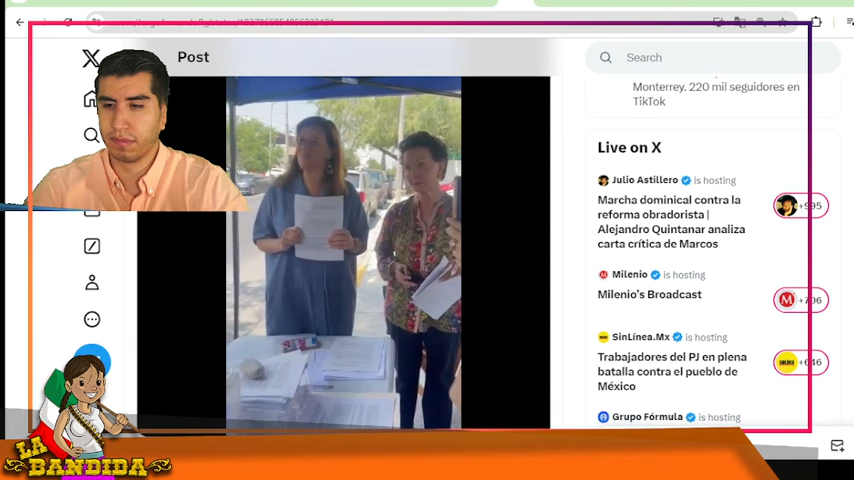 Post
Search
Monterrey. 220 mil seguidores en
TikTok
Live on X
Julio Astillero is hosting
Marcha dominical contra la
reforma obradorista |
Alejandro Quintanar analiza
carta crítica de Marcos
+995
Milenio is hosting
Milenio's Broadcast
+706
SinLínea.Mx is hosting
Trabajadores del PJ en plena
batalla contra el pueblo de
México
+646
Grupo Fórmula is hosting
LA
BANDIDA